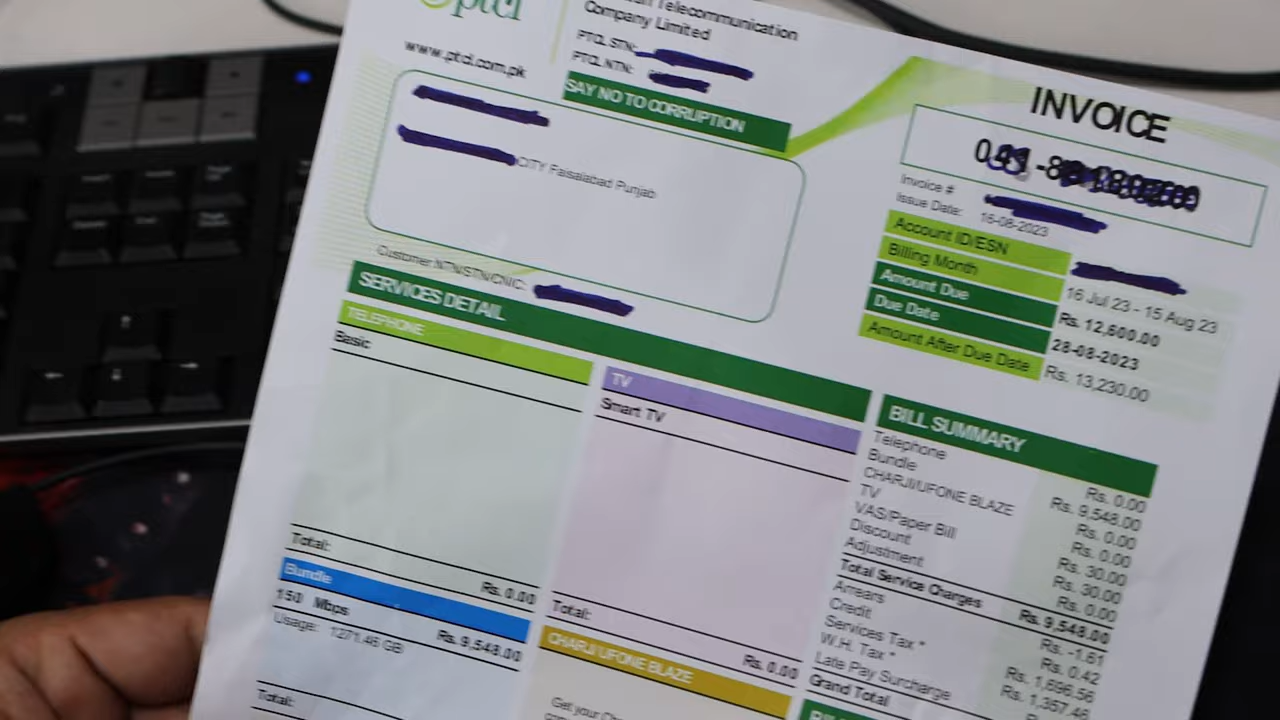 ptcl
Telecommunication
Company Limited
www.ptcl.com.pk
PTCL STN:
PTCL NTN:
SAY NO TO CORRUPTION
INVOICE
CITY Faisalabad Punjab
Invoice #
Issue Date: 16-08-2023
Account ID/ESN
Billing Month 16 Jul 23 - 15 Aug 23
Amount Due Rs. 12,600.00
Due Date 28-08-2023
Amount After Due Date Rs. 13,230.00
Customer NTN/STN/CNIC:
SERVICES DETAIL
TELEPHONE
Basic
Total:
Rs. 0.00
Bundle
150 Mbps
Rs. 9,548.00
Usage: 1271.45 GB
Total:
TV
Smart TV
Total:
Rs. 0.00
CHARJI UFONE BLAZE
Get your
BILL SUMMARY
Telephone Rs. 0.00
Bundle Rs. 9,548.00
CHARJI/UFONE BLAZE Rs. 0.00
TV Rs. 0.00
VAS/Paper Bill Rs. 30.00
Discount Rs. 30.00
Adjustment Rs. 0.00
Total Service Charges Rs. 9,548.00
Arrears Rs. -1.61
Credit Rs. 0.42
Services Tax * Rs. 1,696.56
W.H. Tax * Rs. 1,357.46
Late Pay Surcharge
Grand Total